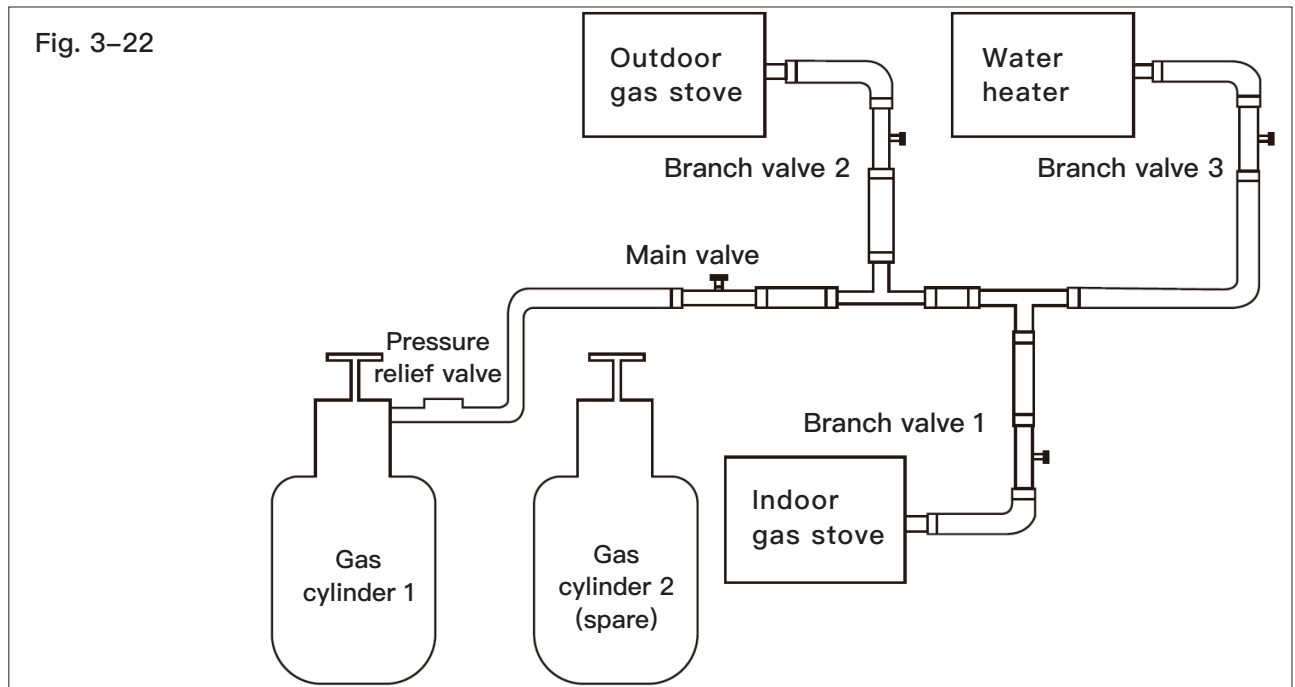 Fig. 3–22
Outdoor
gas stove
Water
heater
Branch valve 2
Branch valve 3
Main valve
Pressure
relief valve
Branch valve 1
Indoor
gas stove
Gas
cylinder 1
Gas
cylinder 2
(spare)